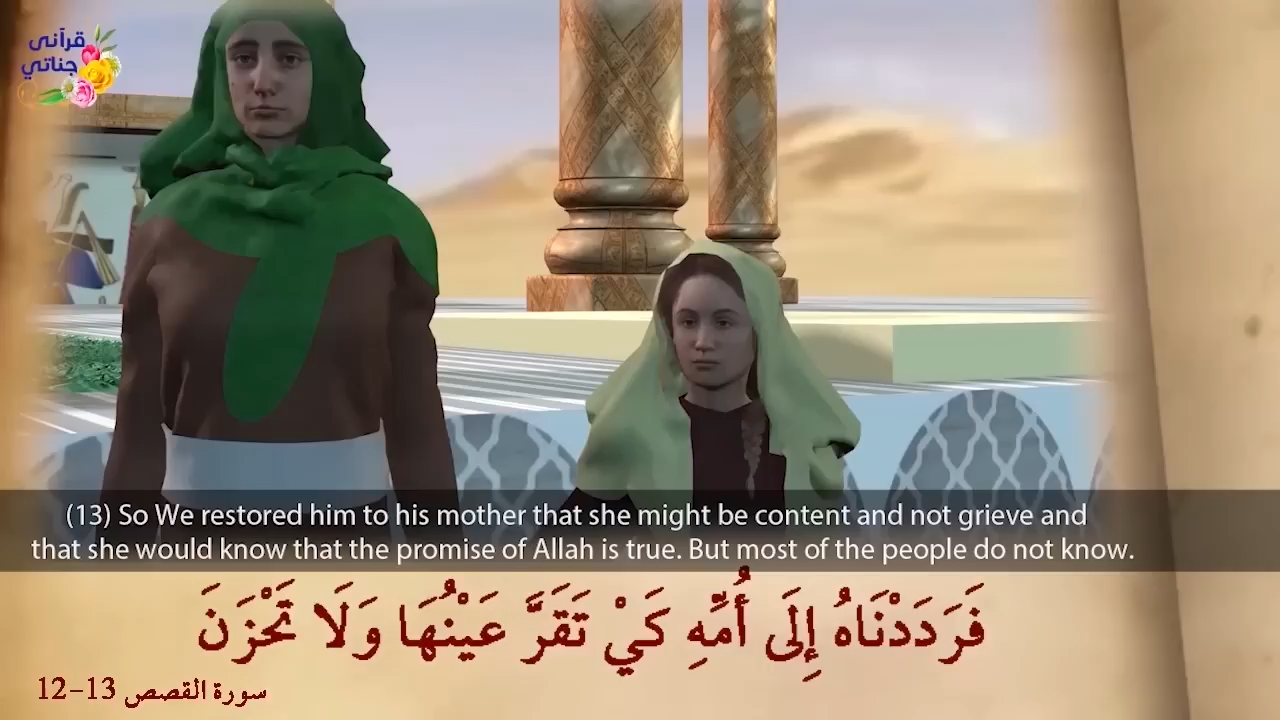 قرآنى
جناتي
(13) So We restored him to his mother that she might be content and not grieve and
that she would know that the promise of Allah is true. But most of the people do not know.
فَرَدَدْنَاهُ إِلَى أُمِّهِ كَيْ تَقَرَّ عَيْنُهَا وَلَا تَحْزَنَ
سورة القصص 13-12